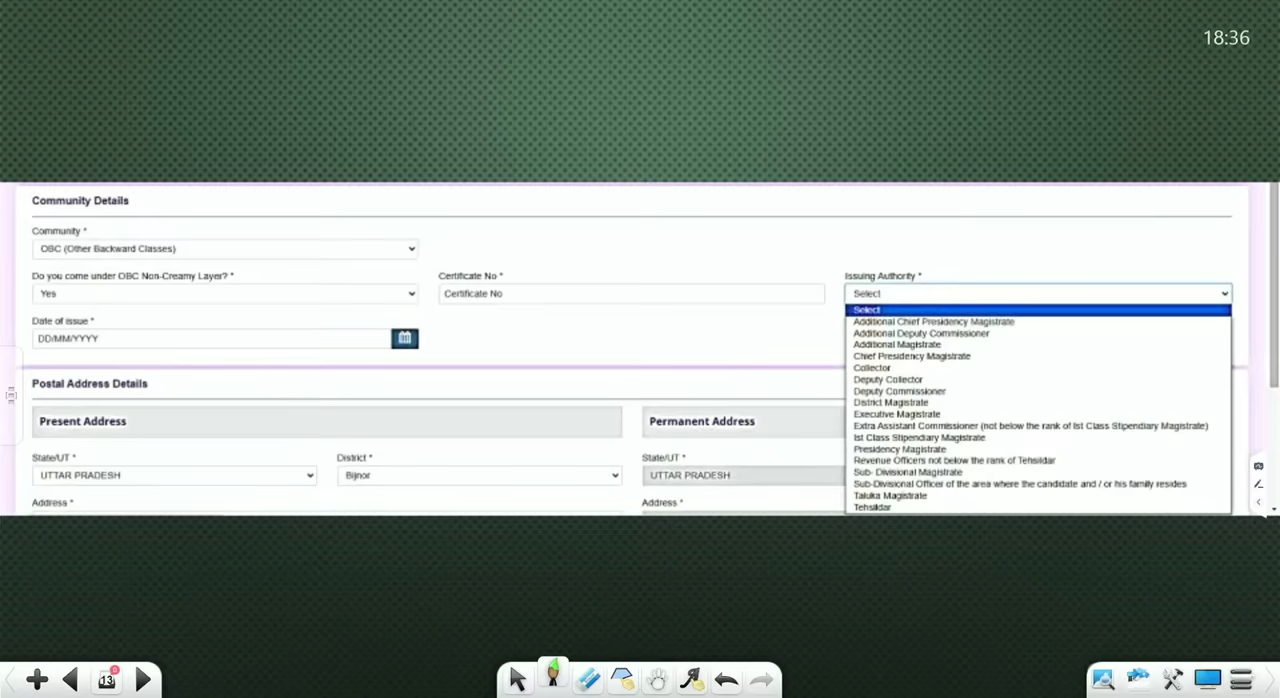 18:36
Community Details
Community *
OBC (Other Backward Classes)
Do you come under OBC Non-Creamy Layer? *
Certificate No *
Issuing Authority *
Yes
Certificate No
Select
Date of issue *
DD/MM/YYYY
Select
Additional Chief Presidency Magistrate
Additional Deputy Commissioner
Additional Magistrate
Chief Presidency Magistrate
Collector
Deputy Collector
Deputy Commissioner
District Magistrate
Executive Magistrate
Extra Assistant Commissioner (not below the rank of Ist Class Stipendiary Magistrate)
Ist Class Stipendiary Magistrate
Presidency Magistrate
Revenue Officers not below the rank of Tehsildar
Sub- Divisional Magistrate
Sub-Divisional Officer of the area where the candidate and / or his family resides
Taluka Magistrate
Tehsildar
Postal Address Details
Present Address
Permanent Address
State/UT *
District *
State/UT *
UTTAR PRADESH
Bijnor
UTTAR PRADESH
Address *
Address *
13
0